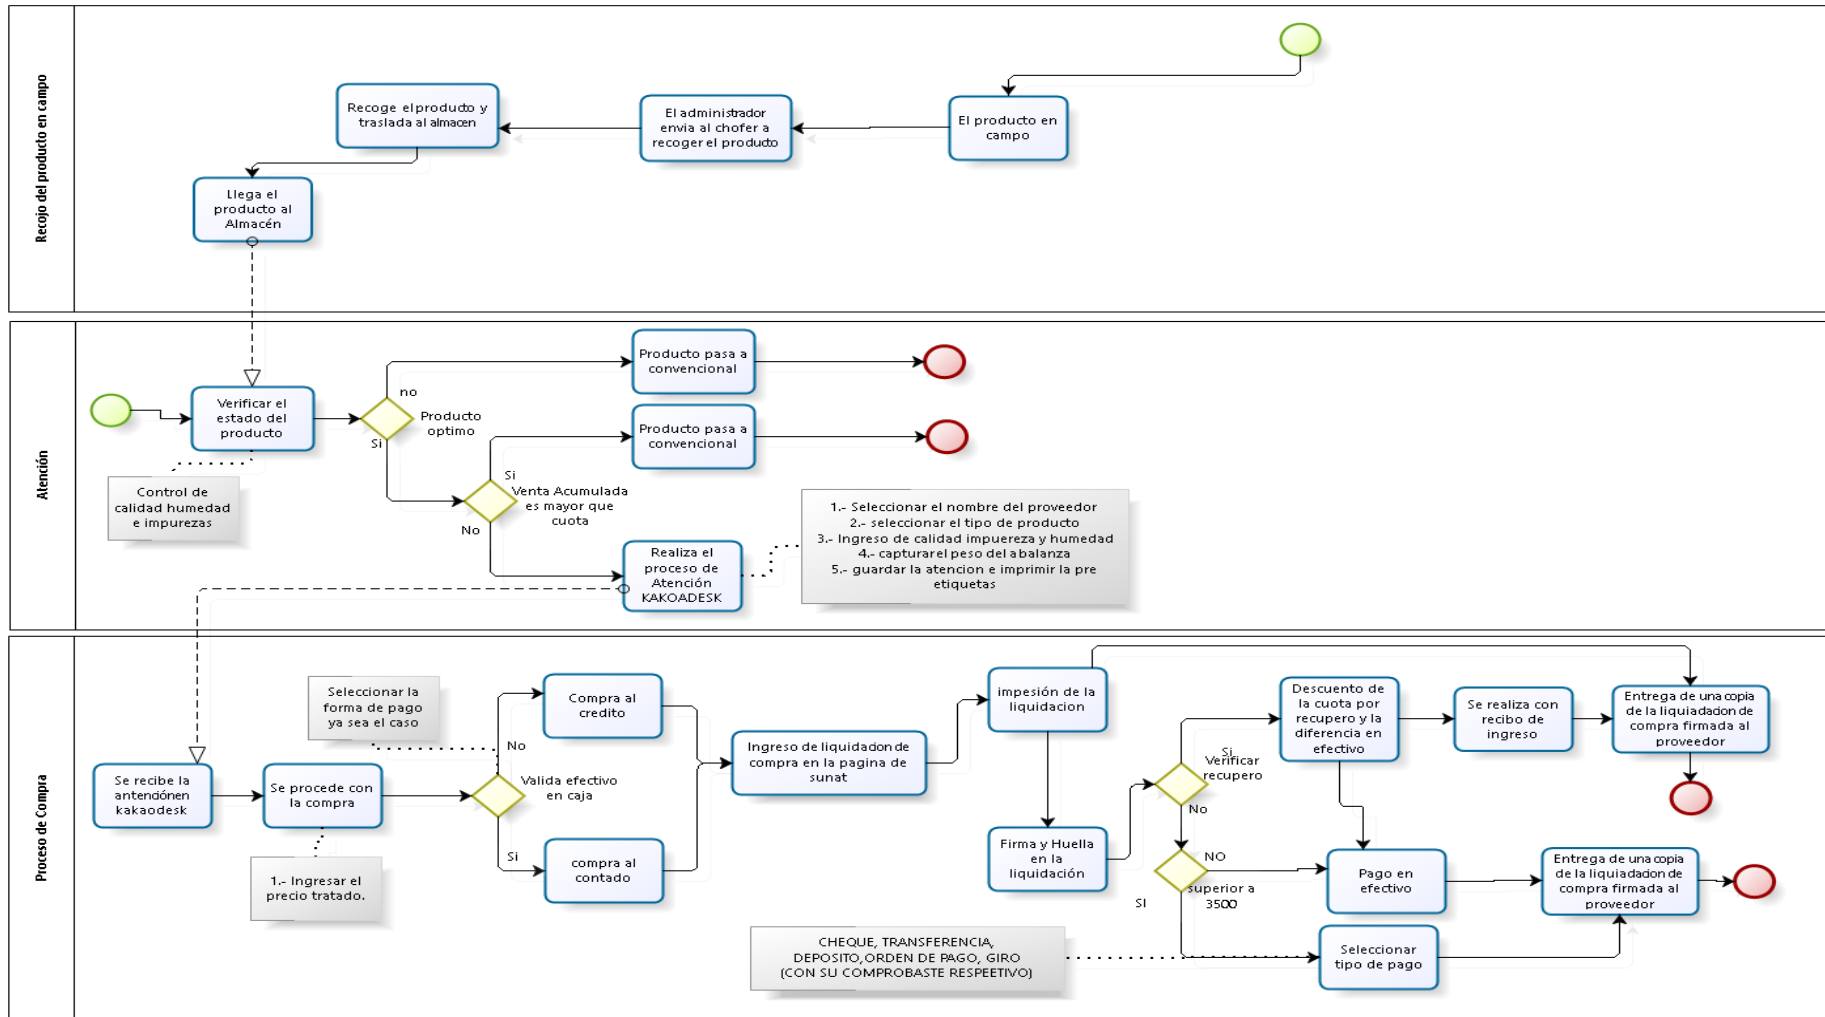 Recojo del producto en campo
El producto en
campo
El administrador
envia al chofer a
recoger el producto
Recoge el producto y
traslada al almacen
Llega el
producto al
Almacén
Atención
Verificar el
estado del
producto
Control de
calidad humedad
e impurezas
no
Producto
optimo
Si
Producto pasa a
convencional
Producto pasa a
convencional
Si
Venta Acumulada
es mayor que
cuota
No
Realiza el
proceso de
Atención
KAKOADESK
1.- Seleccionar el nombre del proveedor
2.- seleccionar el tipo de producto
3.- Ingreso de calidad impuereza y humedad
4.- capturar el peso del abalanza
5.- guardar la atencion e imprimir la pre
etiquetas
Proceso de Compra
Se recibe la
antenciónen
kakaodesk
Se procede con
la compra
1.- Ingresar el
precio tratado.
Seleccionar la
forma de pago
ya sea el caso
No
Valida efectivo
en caja
Si
Compra al
credito
compra al
contado
Ingreso de liquidacion de
compra en la pagina de
sunat
impesión de la
liquidacion
Firma y Huella
en la
liquidación
Si
Verificar
recupero
No
Descuento de
la cuota por
recupero y la
diferencia en
efectivo
Se realiza con
recibo de
ingreso
Entrega de una copia
de la liquiadacion de
compra firmada al
proveedor
NO
superior a
3500
SI
Pago en
efectivo
Entrega de una copia
de la liquiadacion de
compra firmada al
proveedor
Seleccionar
tipo de pago
CHEQUE, TRANSFERENCIA,
DEPOSITO,ORDEN DE PAGO, GIRO
(CON SU COMPROBASTE RESPEETIVO)